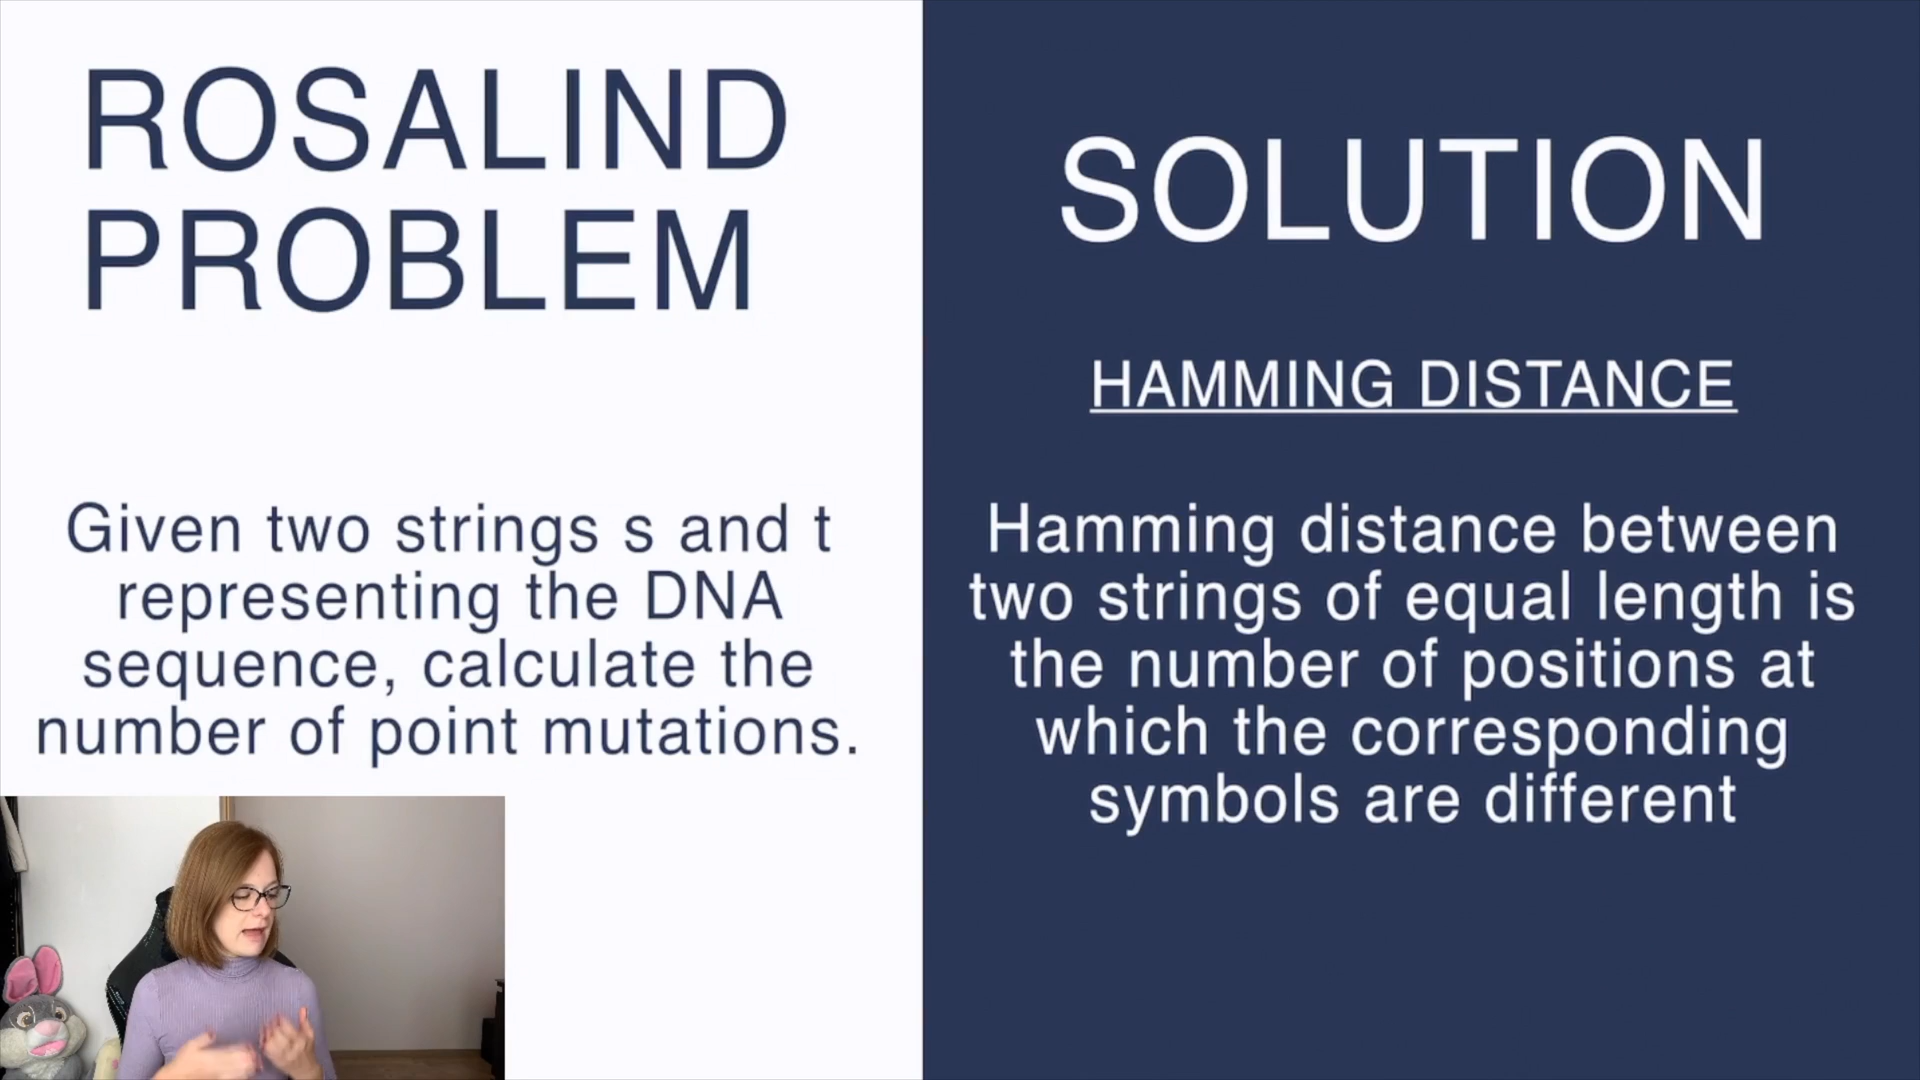 ROSALIND
PROBLEM
Given two strings s and t
representing the DNA
sequence, calculate the
number of point mutations.
SOLUTION
HAMMING DISTANCE
Hamming distance between
two strings of equal length is
the number of positions at
which the corresponding
symbols are different